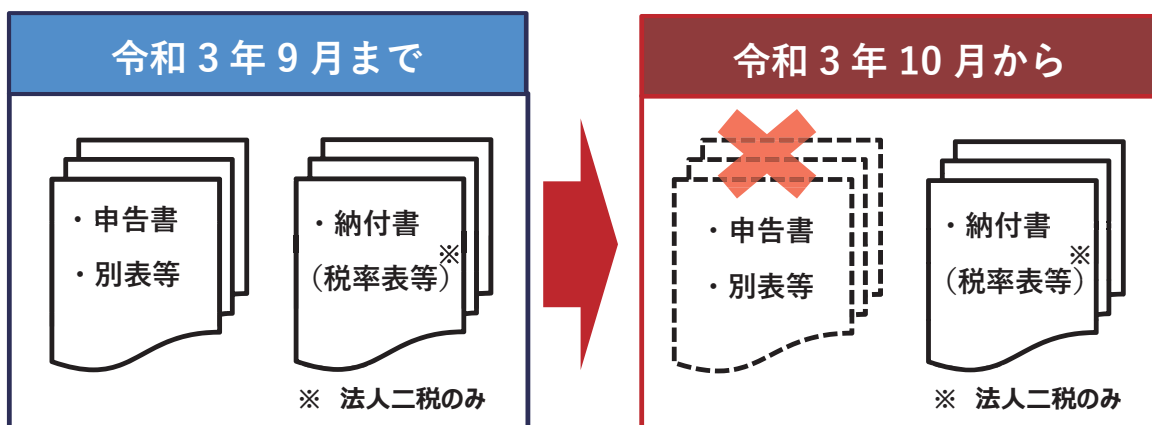 令和3年9月まで
・申告書
・別表等
・納付書
（税率表等）※
※ 法人二税のみ
令和3年10月から
・申告書
・別表等
・納付書
（税率表等）※
※ 法人二税のみ